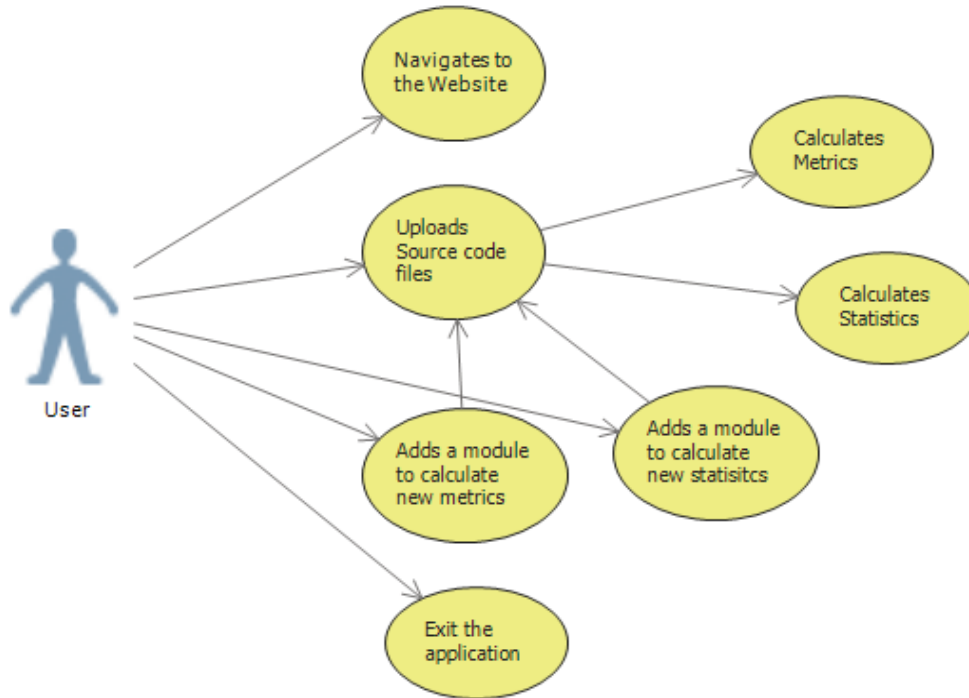 Navigates to
the Website
Calculates
Metrics
Uploads
Source code
files
Calculates
Statistics
User
Adds a module
to calculate
new metrics
Adds a module
to calculate
new statisitcs
Exit the
application